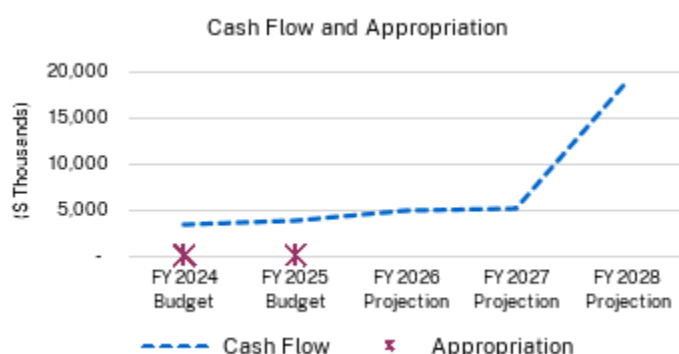 Cash Flow and Appropriation
($ Thousands)
20,000
15,000
10,000
5,000
-
FY 2024 Budget
FY 2025 Budget
FY 2026 Projection
FY 2027 Projection
FY 2028 Projection
Cash Flow
Appropriation